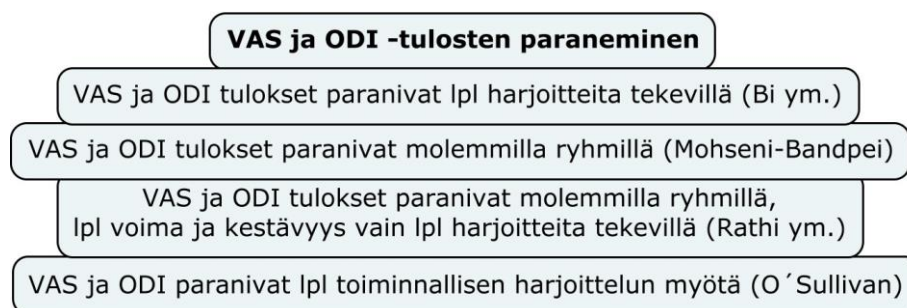 VAS ja ODI -tulosten paraneminen
VAS ja ODI tulokset paranivat lpl harjoitteita tekevillä (Bi ym.)
VAS ja ODI tulokset paranivat molemmilla ryhmillä (Mohseni-Bandpei)
VAS ja ODI tulokset paranivat molemmilla ryhmillä,
lpl voima ja kestävyys vain lpl harjoitteita tekevillä (Rathi ym.)
VAS ja ODI paranivat lpl toiminnallisen harjoittelun myötä (O´Sullivan)